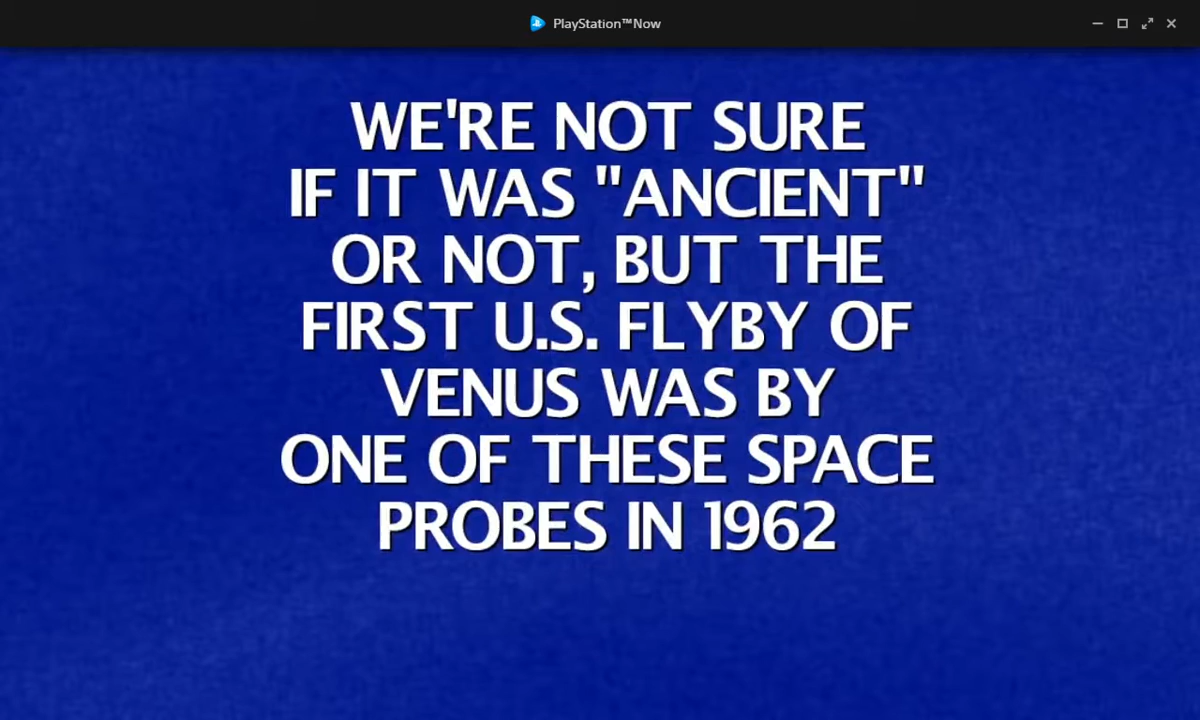 PlayStation™Now
WE'RE NOT SURE
IF IT WAS "ANCIENT"
OR NOT, BUT THE
FIRST U.S. FLYBY OF
VENUS WAS BY
ONE OF THESE SPACE
PROBES IN 1962